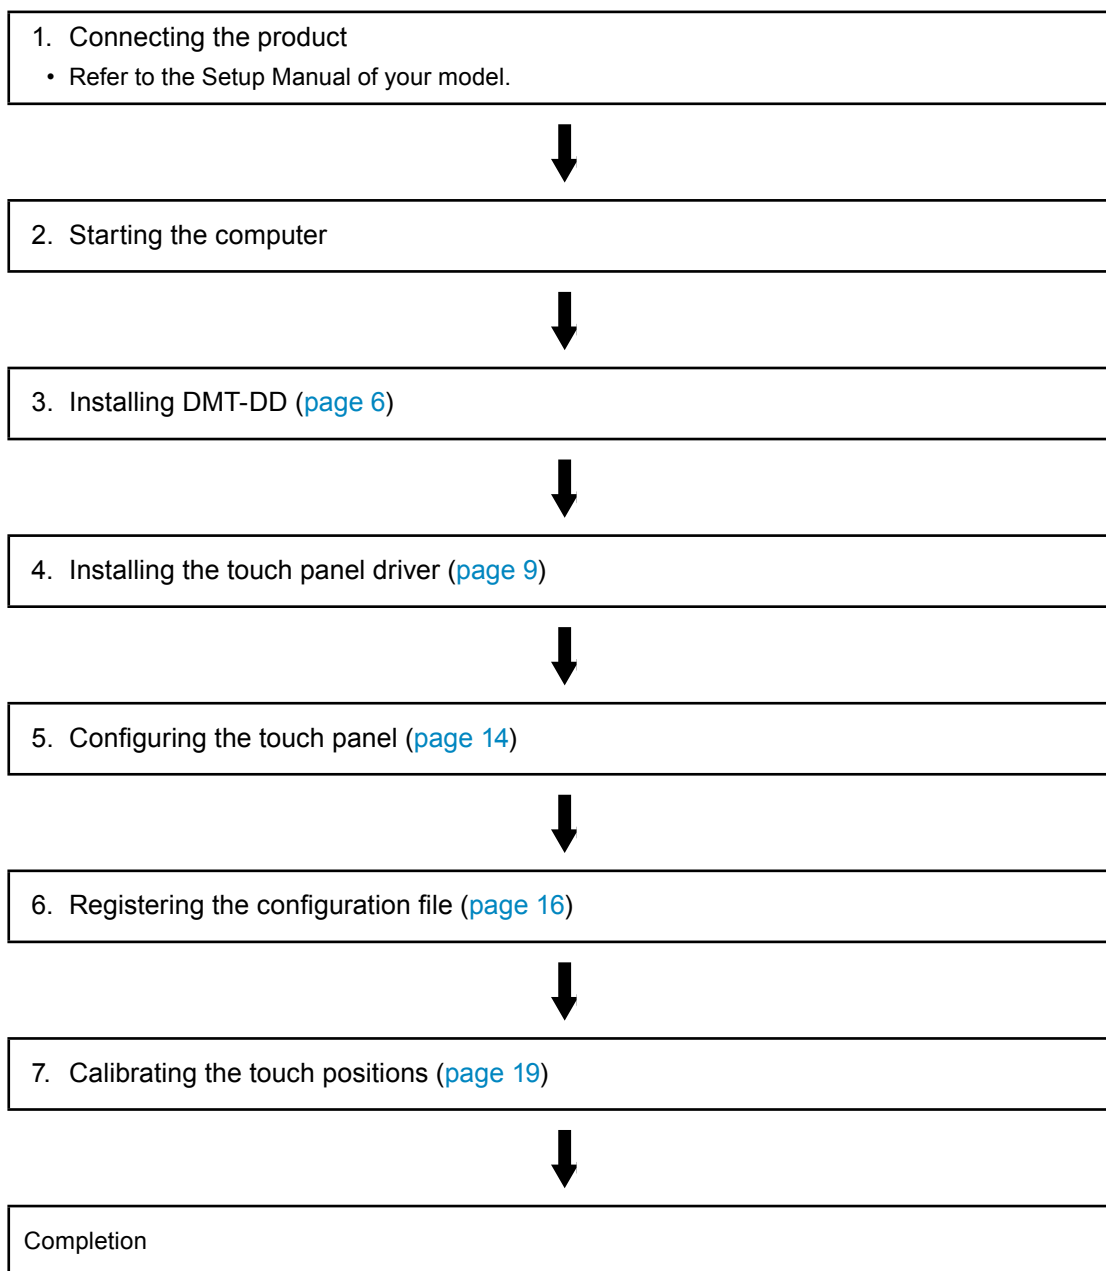 1. Connecting the product
• Refer to the Setup Manual of your model.
2. Starting the computer
3. Installing DMT-DD (page 6)
4. Installing the touch panel driver (page 9)
5. Configuring the touch panel (page 14)
6. Registering the configuration file (page 16)
7. Calibrating the touch positions (page 19)
Completion